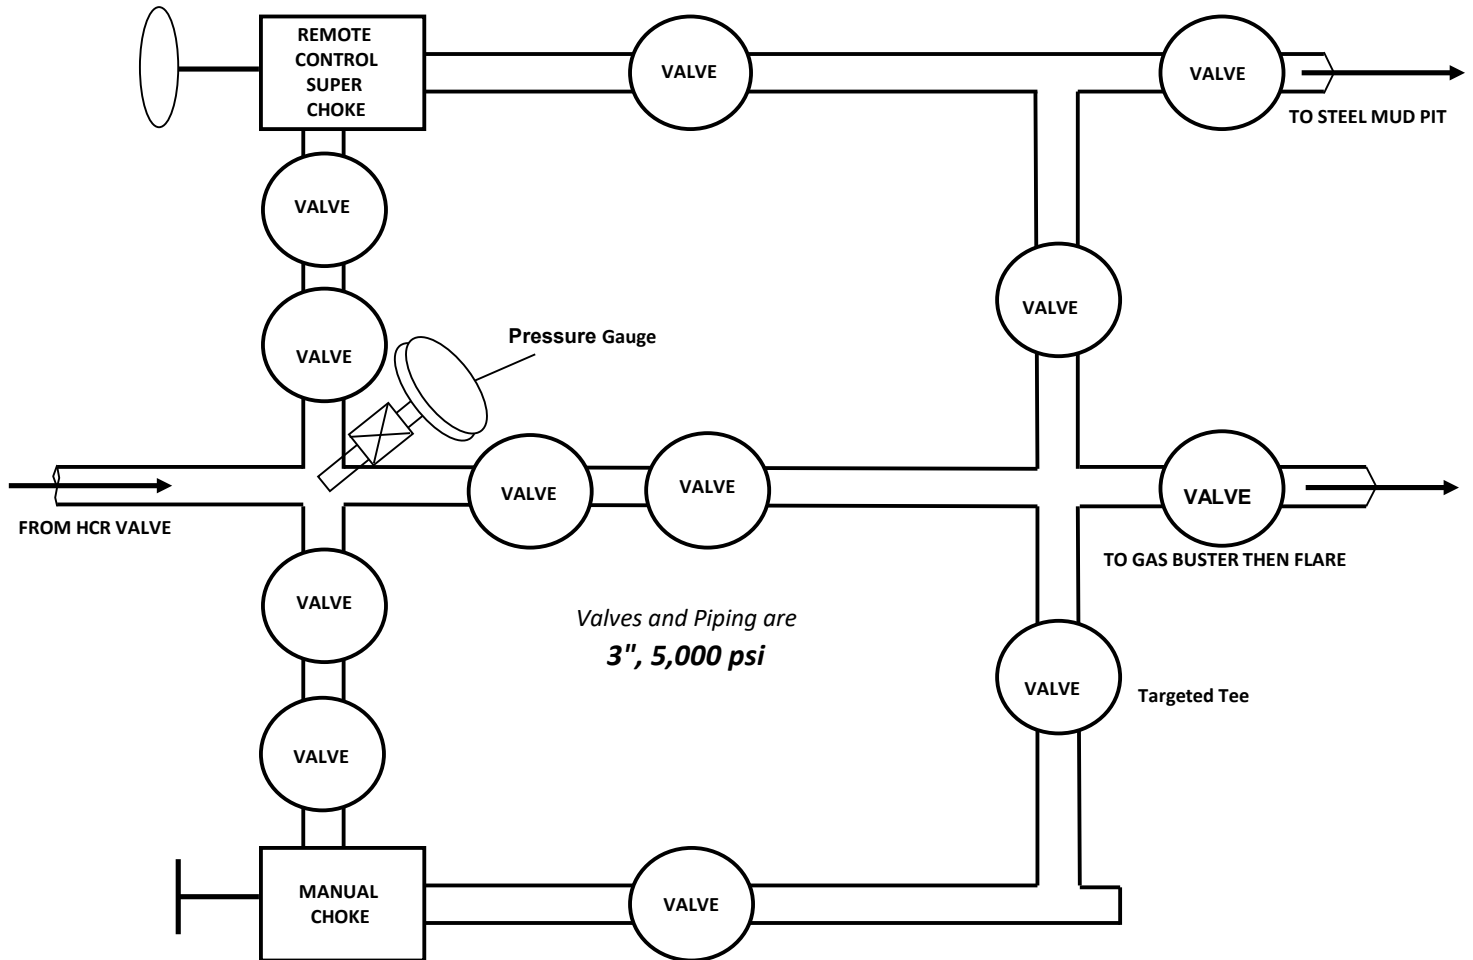 REMOTE
CONTROL
SUPER
CHOKE
VALVE
VALVE
TO STEEL MUD PIT
VALVE
VALVE
VALVE
Pressure Gauge
VALVE
VALVE
VALVE
FROM HCR VALVE
TO GAS BUSTER THEN FLARE
VALVE
Valves and Piping are
3", 5,000 psi
VALVE
Targeted Tee
VALVE
MANUAL
CHOKE
VALVE